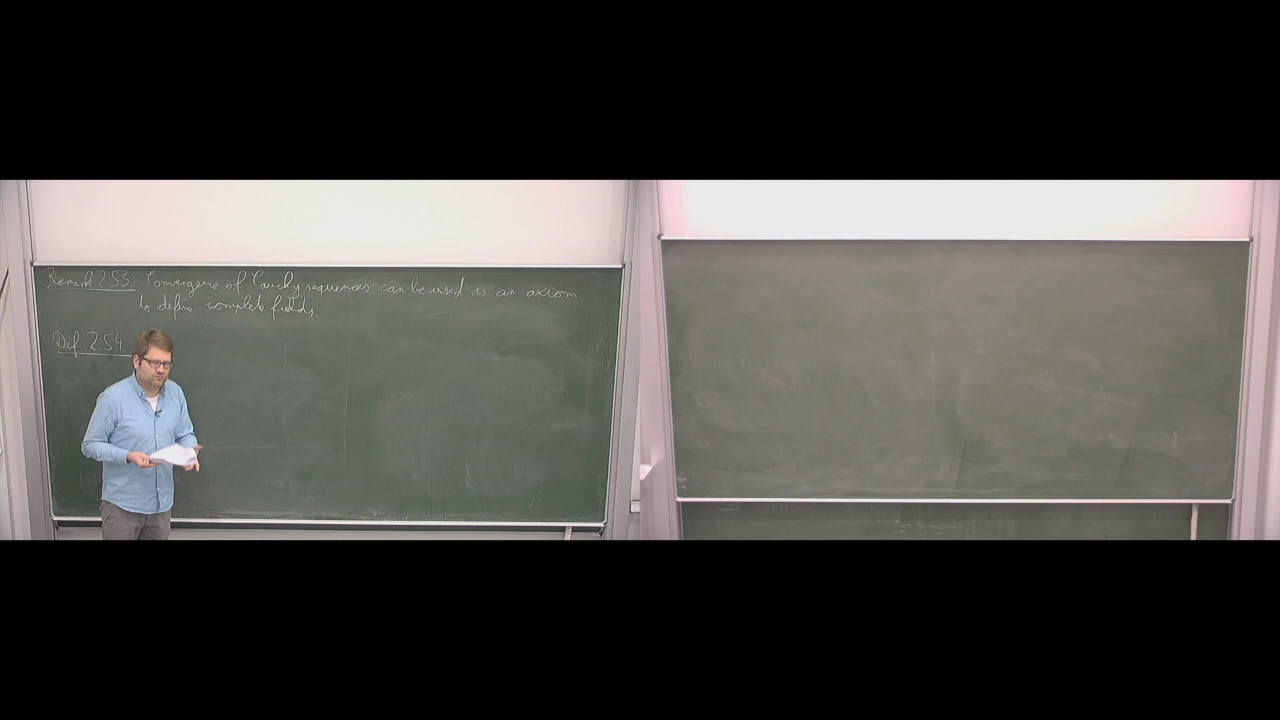 Remark 2.53: Convergence of Cauchy sequences can be used as an axiom
to define complete fields.
Def. 2.54